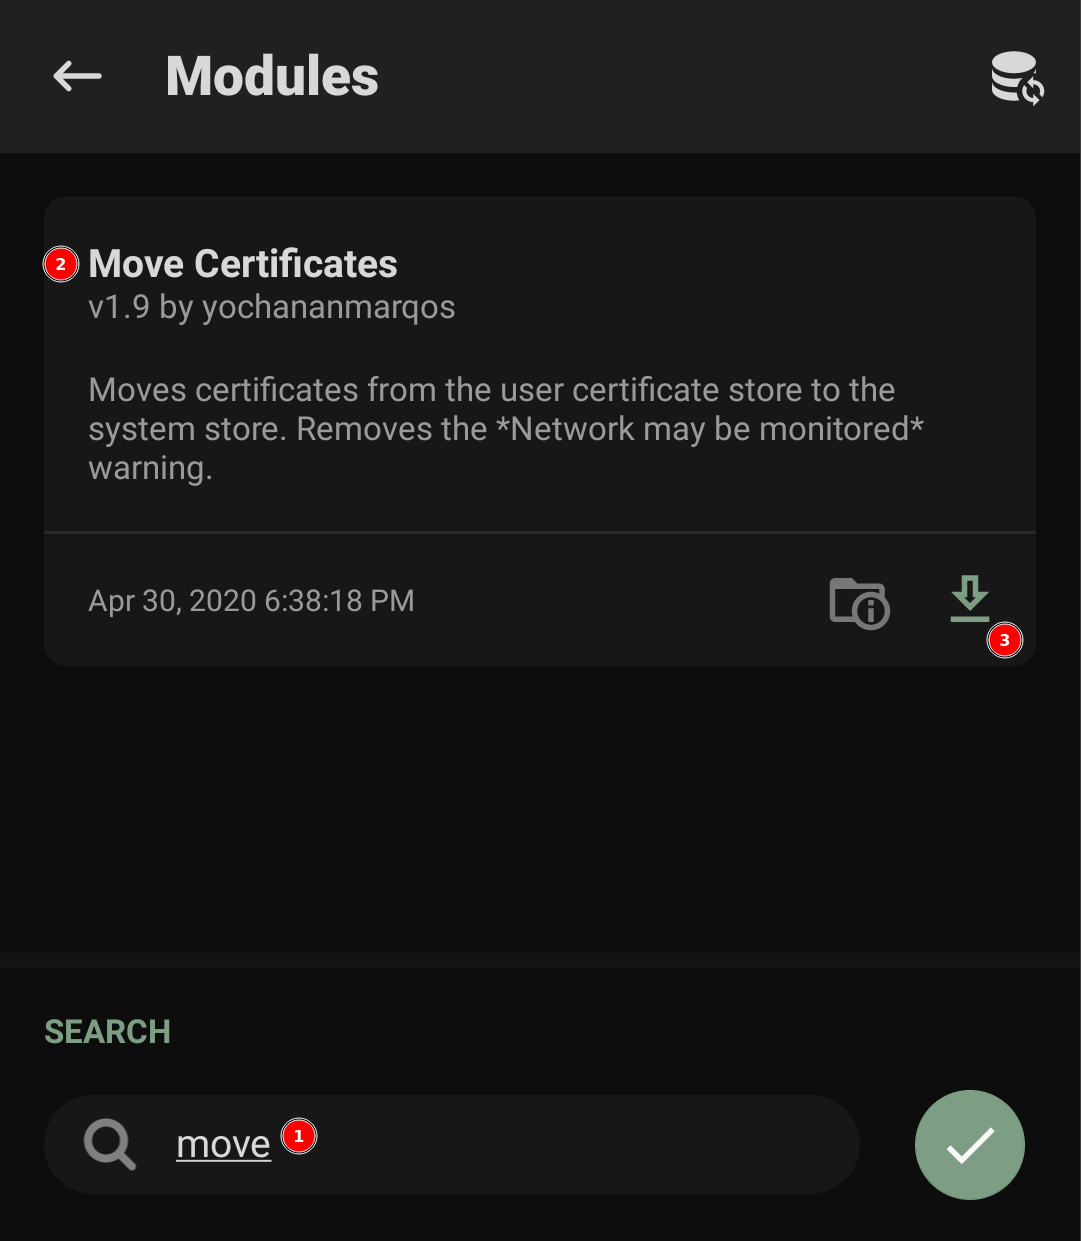 Modules
2 Move Certificates
v1.9 by yochananmarqos
Moves certificates from the user certificate store to the
system store. Removes the *Network may be monitored*
warning.
Apr 30, 2020 6:38:18 PM
3
SEARCH
move 1